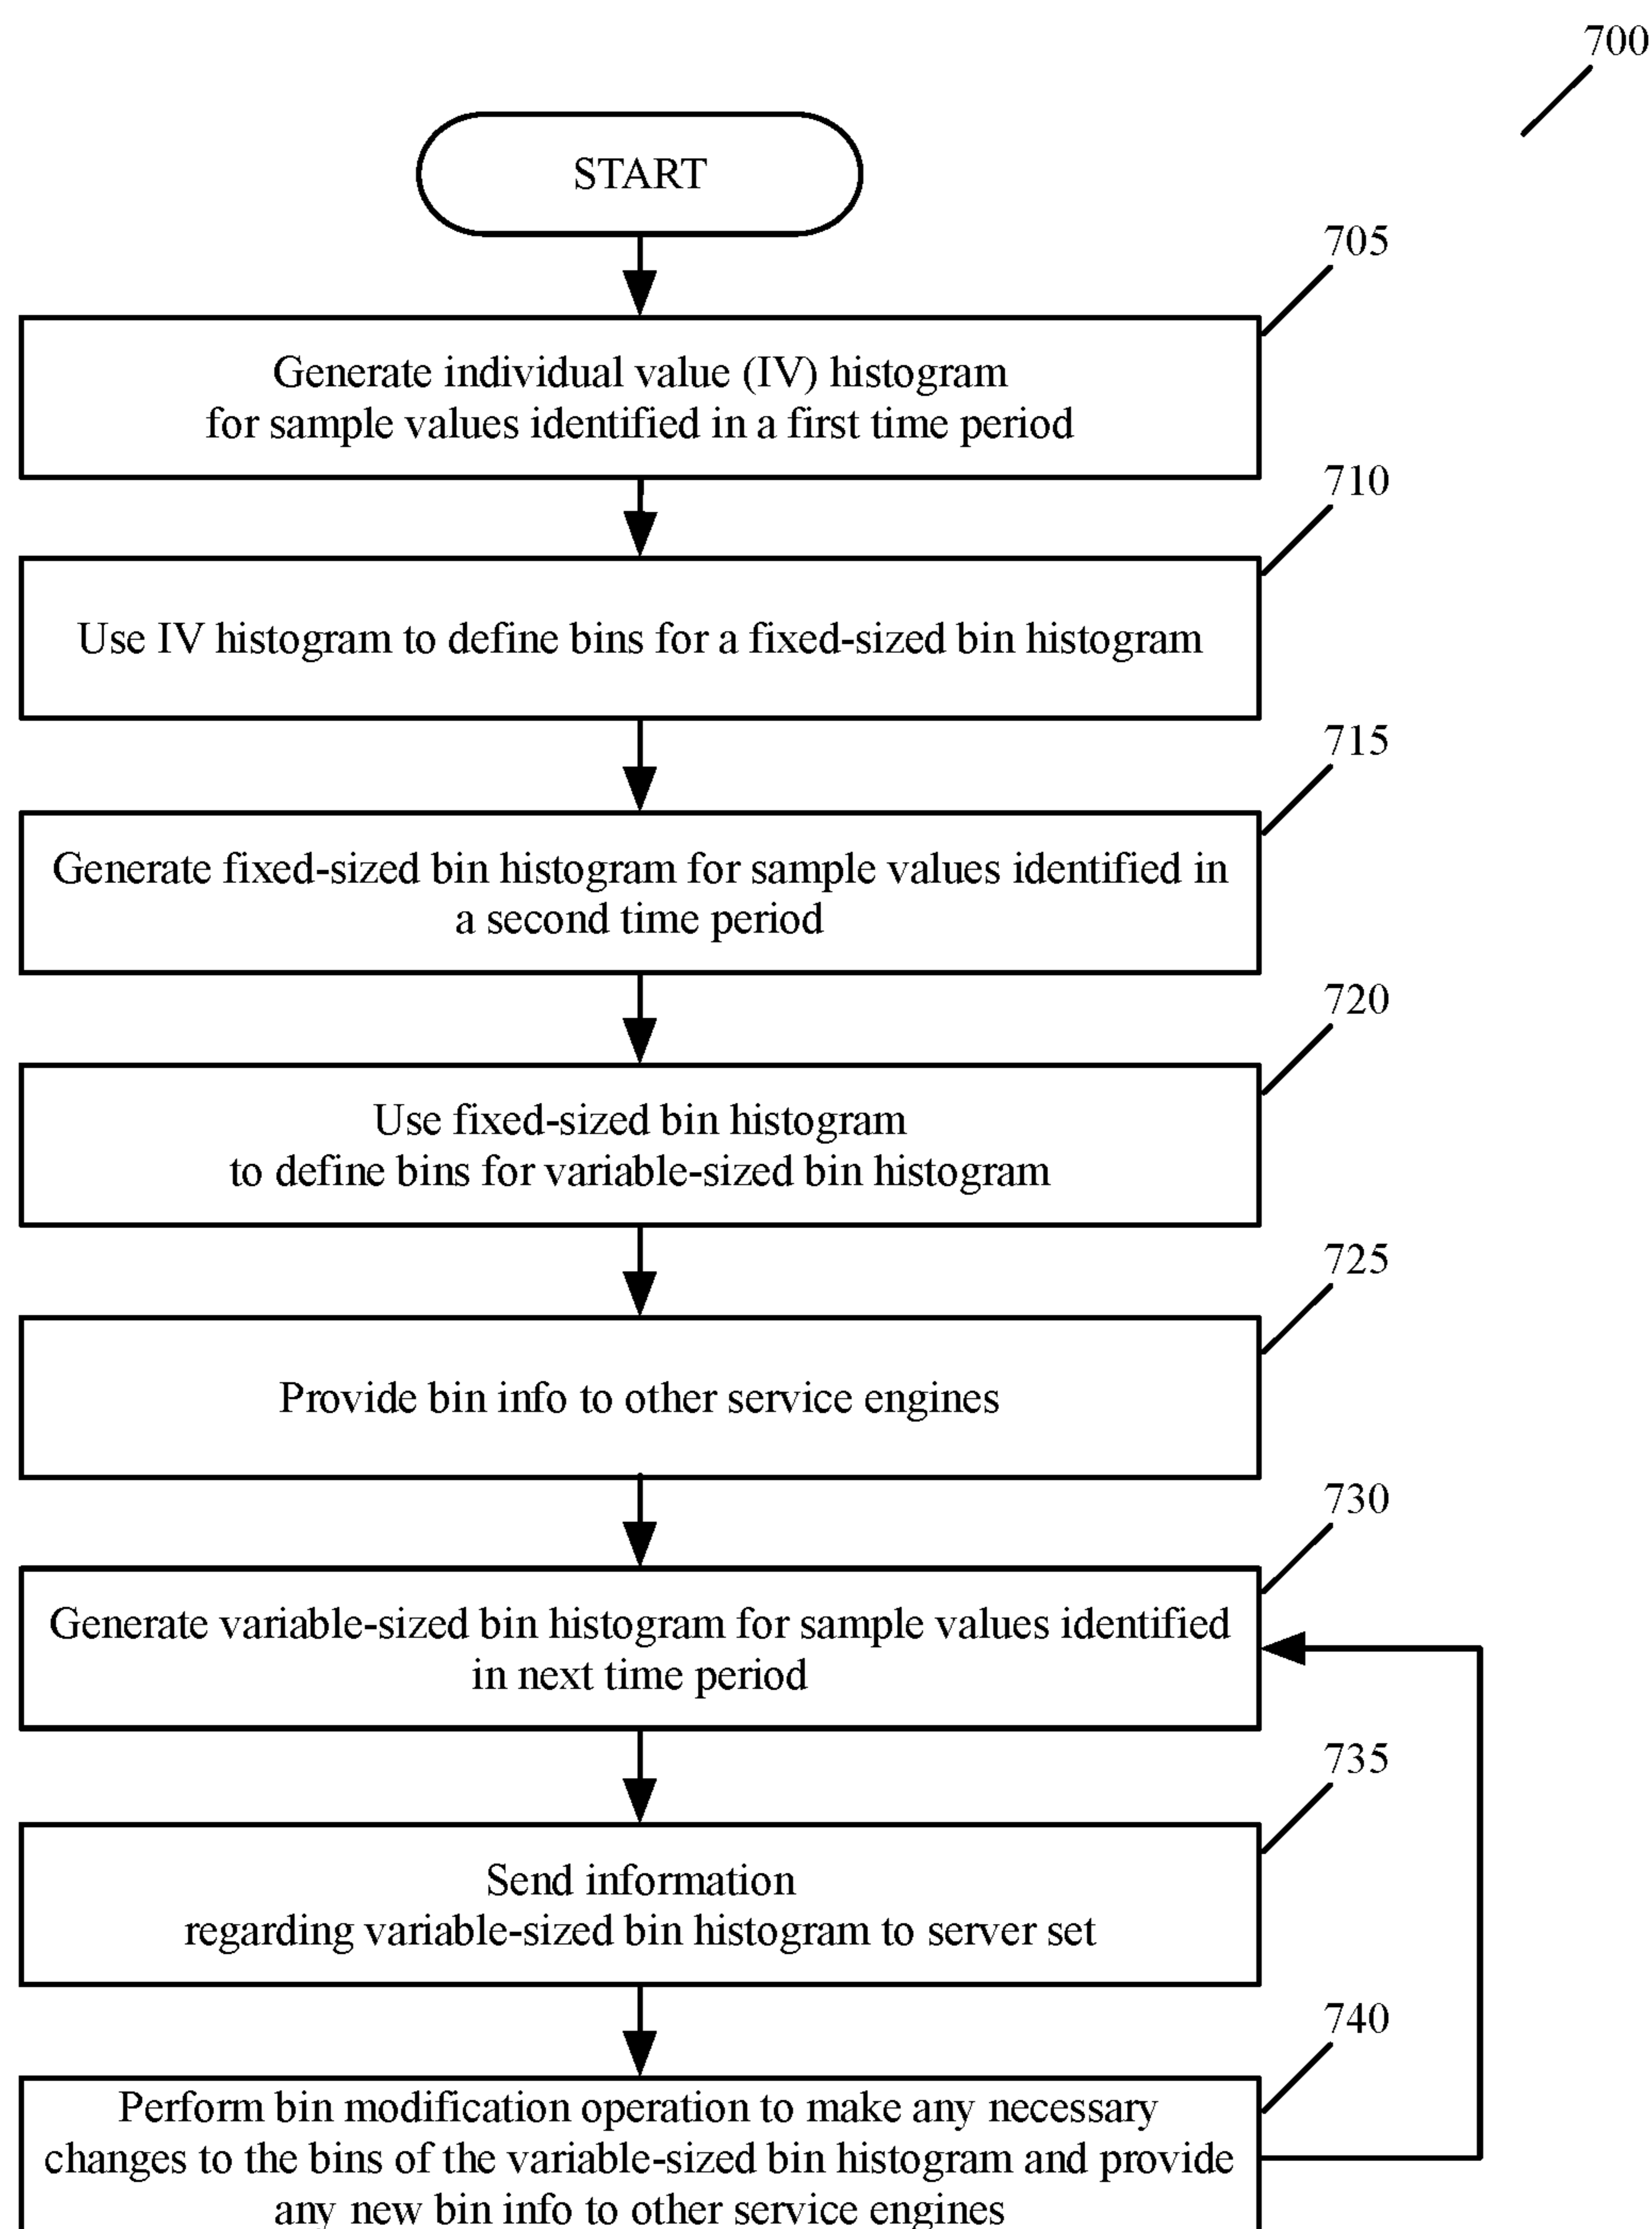 700
START
705
Generate individual value (IV) histogram
for sample values identified in a first time period
710
Use IV histogram to define bins for a fixed-sized bin histogram
715
Generate fixed-sized bin histogram for sample values identified in
a second time period
720
Use fixed-sized bin histogram
to define bins for variable-sized bin histogram
725
Provide bin info to other service engines
730
Generate variable-sized bin histogram for sample values identified
in next time period
735
Send information
regarding variable-sized bin histogram to server set
740
Perform bin modification operation to make any necessary
changes to the bins of the variable-sized bin histogram and provide
any new bin info to other service engines